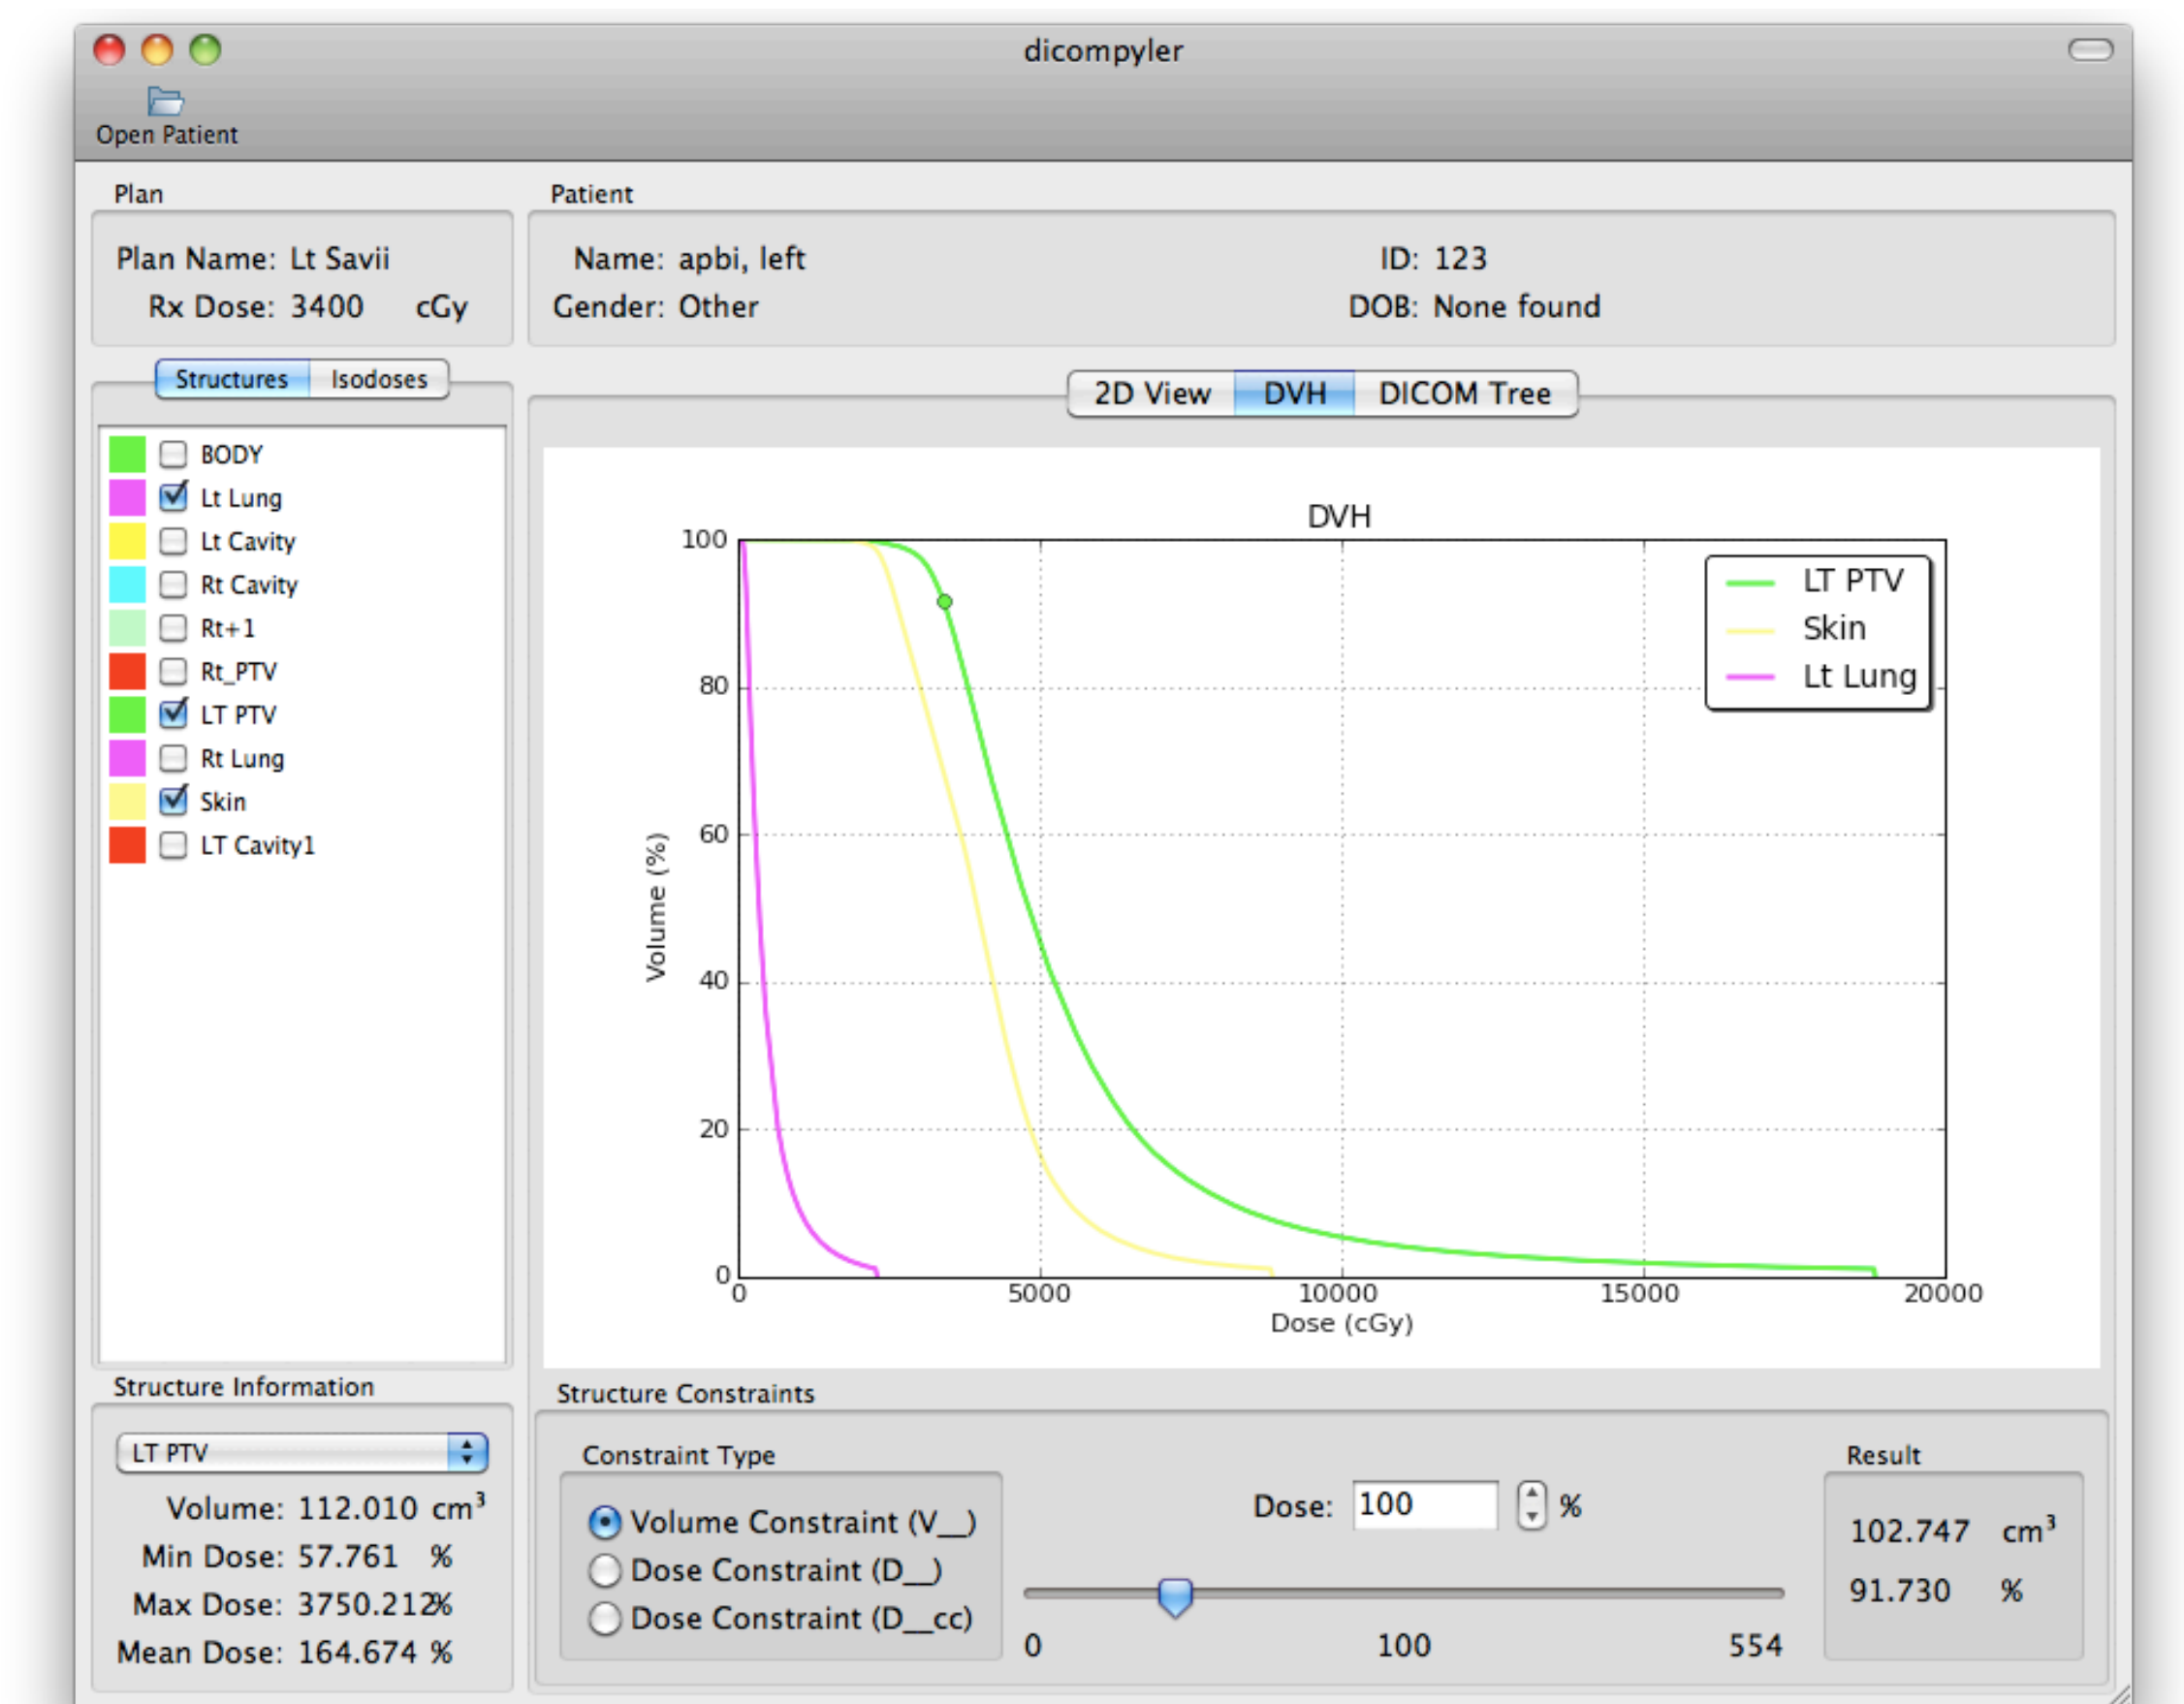 dicompyler
Open Patient
Plan
Plan Name: Lt Savii
Rx Dose: 3400 cGy
Patient
Name: apbi, left
ID: 123
Gender: Other
DOB: None found
Structures Isodoses
BODY
Lt Lung
Lt Cavity
Rt Cavity
Rt+1
Rt_PTV
LT PTV
Rt Lung
Skin
LT Cavity1
2D View DVH DICOM Tree
DVH
100
80
60
40
20
0
Volume (%)
0 5000 10000 15000 20000
Dose (cGy)
LT PTV
Skin
Lt Lung
Structure Information
LT PTV
Volume: 112.010 cm³
Min Dose: 57.761 %
Max Dose: 3750.212%
Mean Dose: 164.674 %
Structure Constraints
Constraint Type
Volume Constraint (V__)
Dose Constraint (D__)
Dose Constraint (D__cc)
Dose: 100 %
0 100 554
Result
102.747 cm³
91.730 %